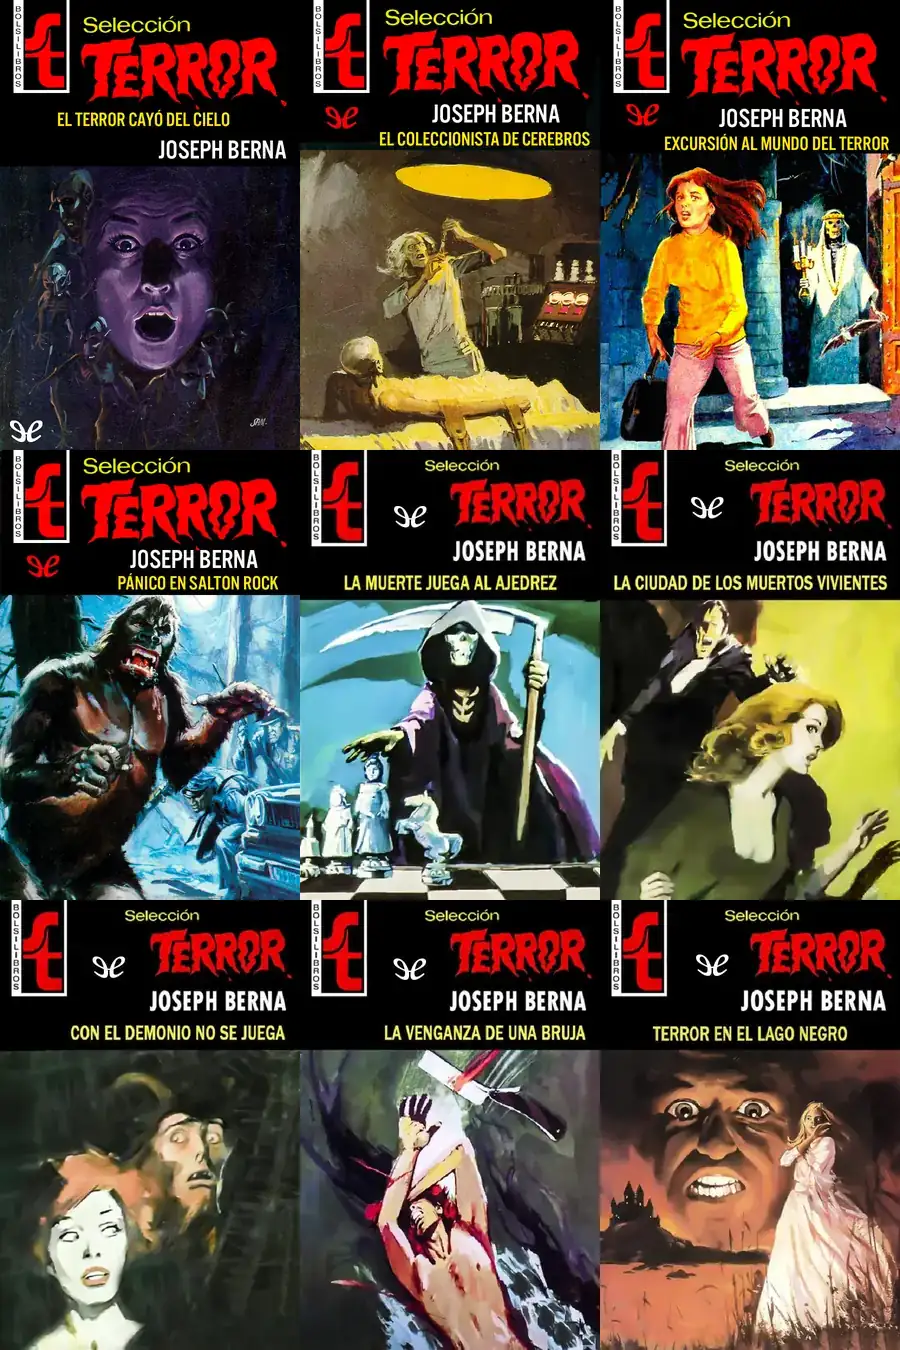 BOLSILIBROS
Selección
TERROR
EL TERROR CAYÓ DEL CIELO
JOSEPH BERNA
SAN.
BOLSILIBROS
Selección
TERROR
JOSEPH BERNA
EL COLECCIONISTA DE CEREBROS
BOLSILIBROS
Selección
TERROR
JOSEPH BERNA
EXCURSIÓN AL MUNDO DEL TERROR
BOLSILIBROS
Selección
TERROR
JOSEPH BERNA
PÁNICO EN SALTON ROCK
BOLSILIBROS
Selección
TERROR
JOSEPH BERNA
LA MUERTE JUEGA AL AJEDREZ
BOLSILIBROS
Selección
TERROR
JOSEPH BERNA
LA CIUDAD DE LOS MUERTOS VIVIENTES
BOLSILIBROS
Selección
TERROR
JOSEPH BERNA
CON EL DEMONIO NO SE JUEGA
BOLSILIBROS
Selección
TERROR
JOSEPH BERNA
LA VENGANZA DE UNA BRUJA
BOLSILIBROS
Selección
TERROR
JOSEPH BERNA
TERROR EN EL LAGO NEGRO